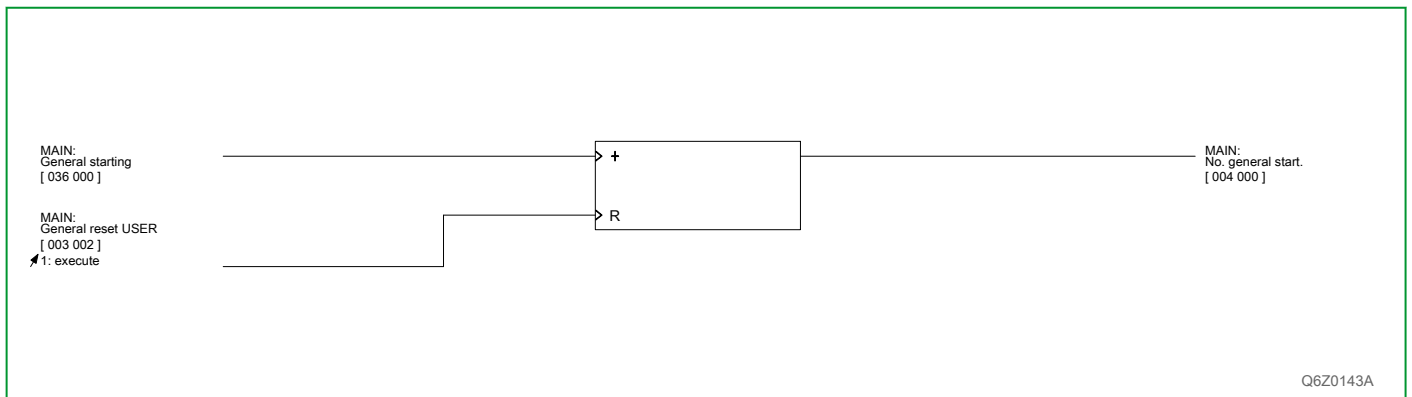 MAIN:
General starting
[ 036 000 ]
+
MAIN:
No. general start.
[ 004 000 ]
MAIN:
General reset USER
[ 003 002 ]
1: execute
R
Q6Z0143A